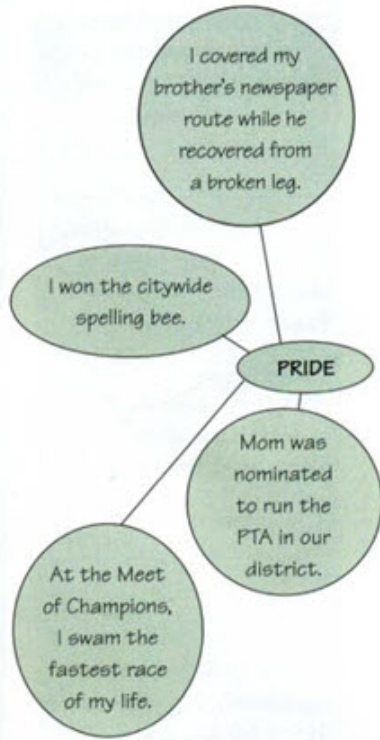 I covered my
brother's newspaper
route while he
recovered from
a broken leg.
I won the citywide
spelling bee.
PRIDE
Mom was
nominated
to run the
PTA in our
district.
At the Meet
of Champions,
I swam the
fastest race
of my life.